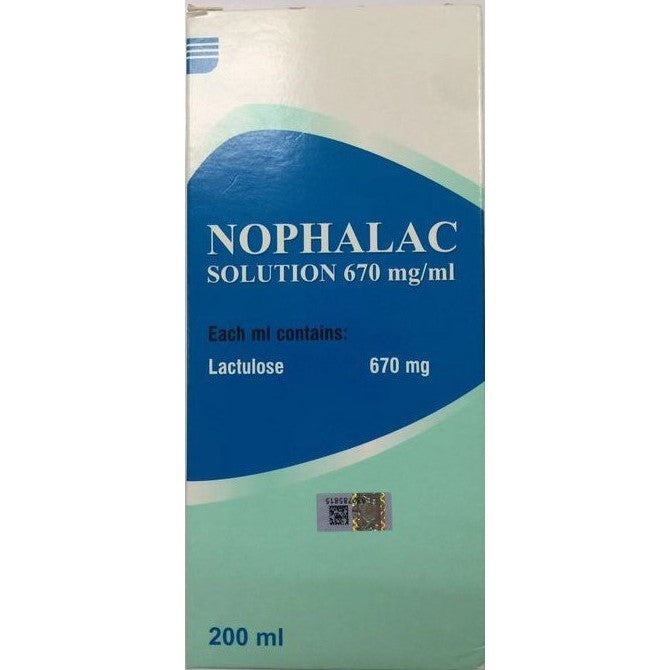 NOPHALAC
SOLUTION 670 mg/ml
Each ml contains:
Lactulose 670 mg
200 ml